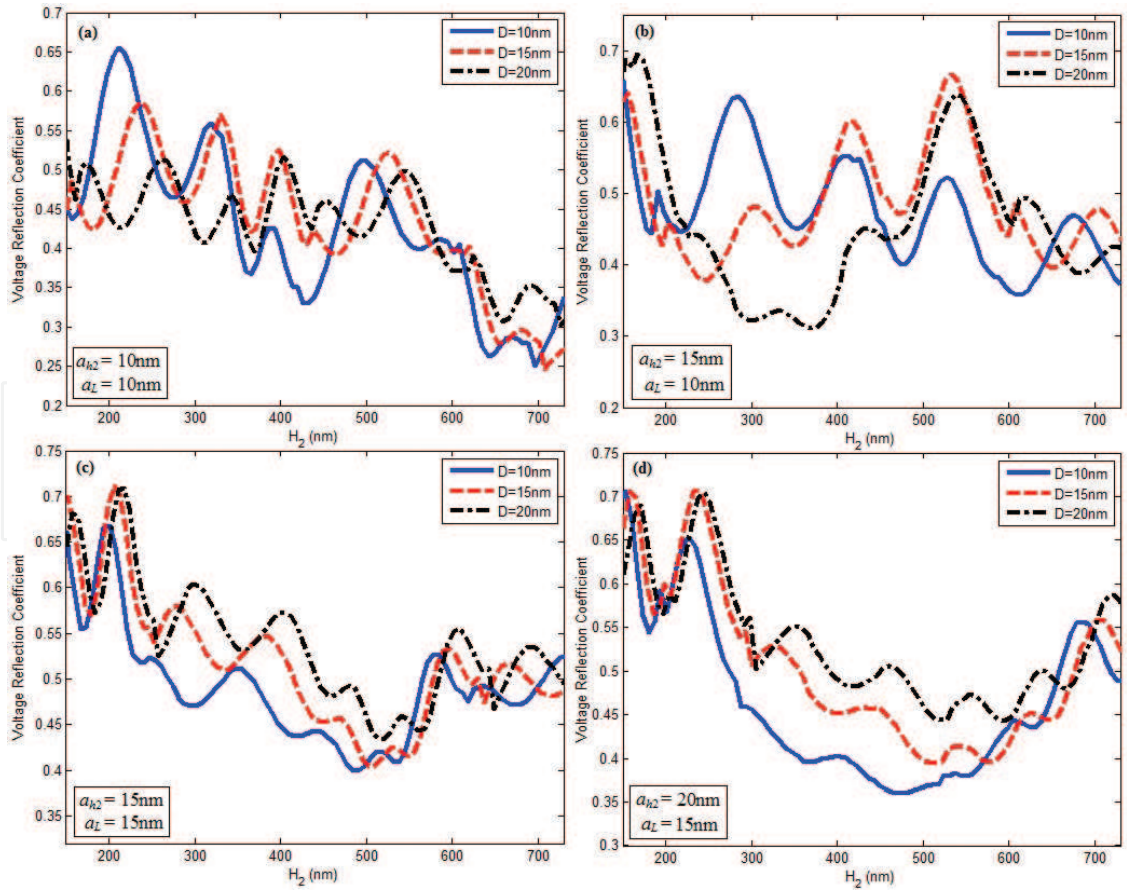 (a)
D=10nm
D=15nm
D=20nm
Voltage Reflection Coefficient
0.7
0.65
0.6
0.55
0.5
0.45
0.4
0.35
0.3
0.25
0.2
a_h2 = 10nm
a_L = 10nm
200 300 400 500 600 700
H_2 (nm)
(b)
D=10nm
D=15nm
D=20nm
Voltage Reflection Coefficient
0.7
0.6
0.5
0.4
0.3
0.2
a_h2 = 15nm
a_L = 10nm
200 300 400 500 600 700
H_2 (nm)
(c)
D=10nm
D=15nm
D=20nm
Voltage Reflection Coefficient
0.75
0.7
0.65
0.6
0.55
0.5
0.45
0.4
0.35
a_h2 = 15nm
a_L = 15nm
200 300 400 500 600 700
H_2 (nm)
(d)
D=10nm
D=15nm
D=20nm
Voltage Reflection Coefficient
0.75
0.7
0.65
0.6
0.55
0.5
0.45
0.4
0.35
0.3
a_h2 = 20nm
a_L = 15nm
200 300 400 500 600 700
H_2 (nm)